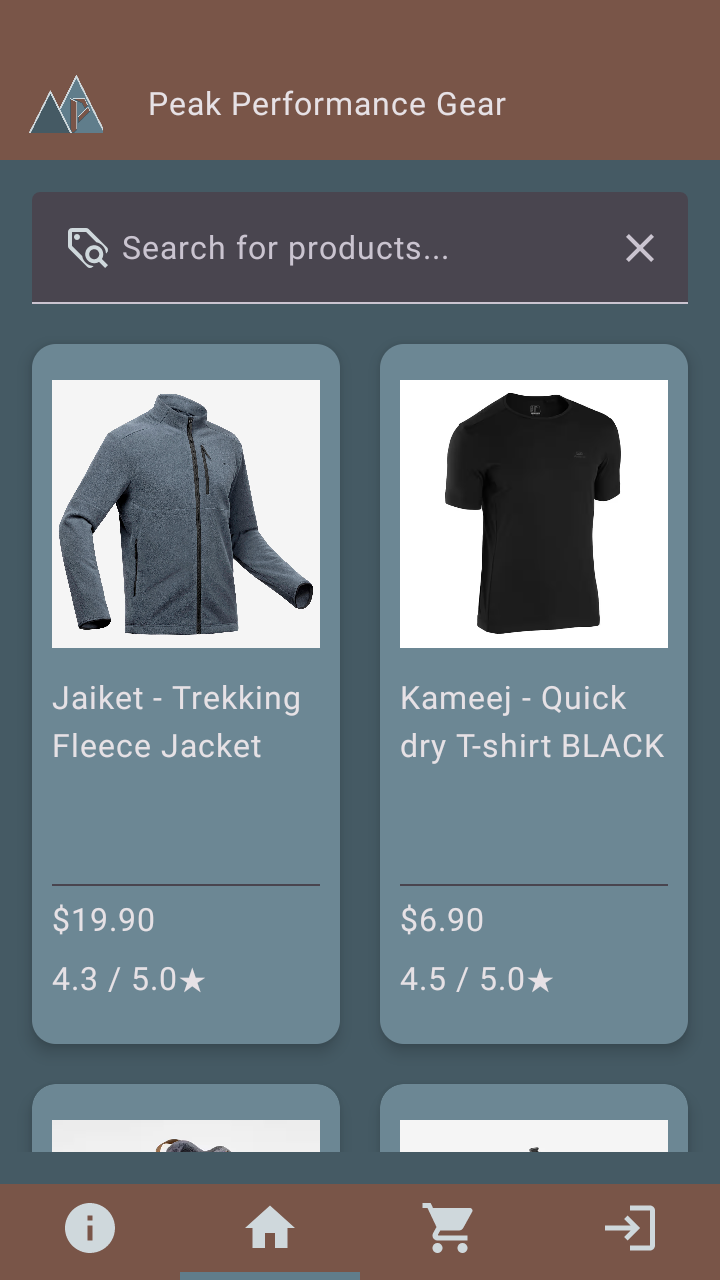 Peak Performance Gear
Search for products...
Jaiket - Trekking
Fleece Jacket
$19.90
4.3 / 5.0★
Kameej - Quick
dry T-shirt BLACK
$6.90
4.5 / 5.0★